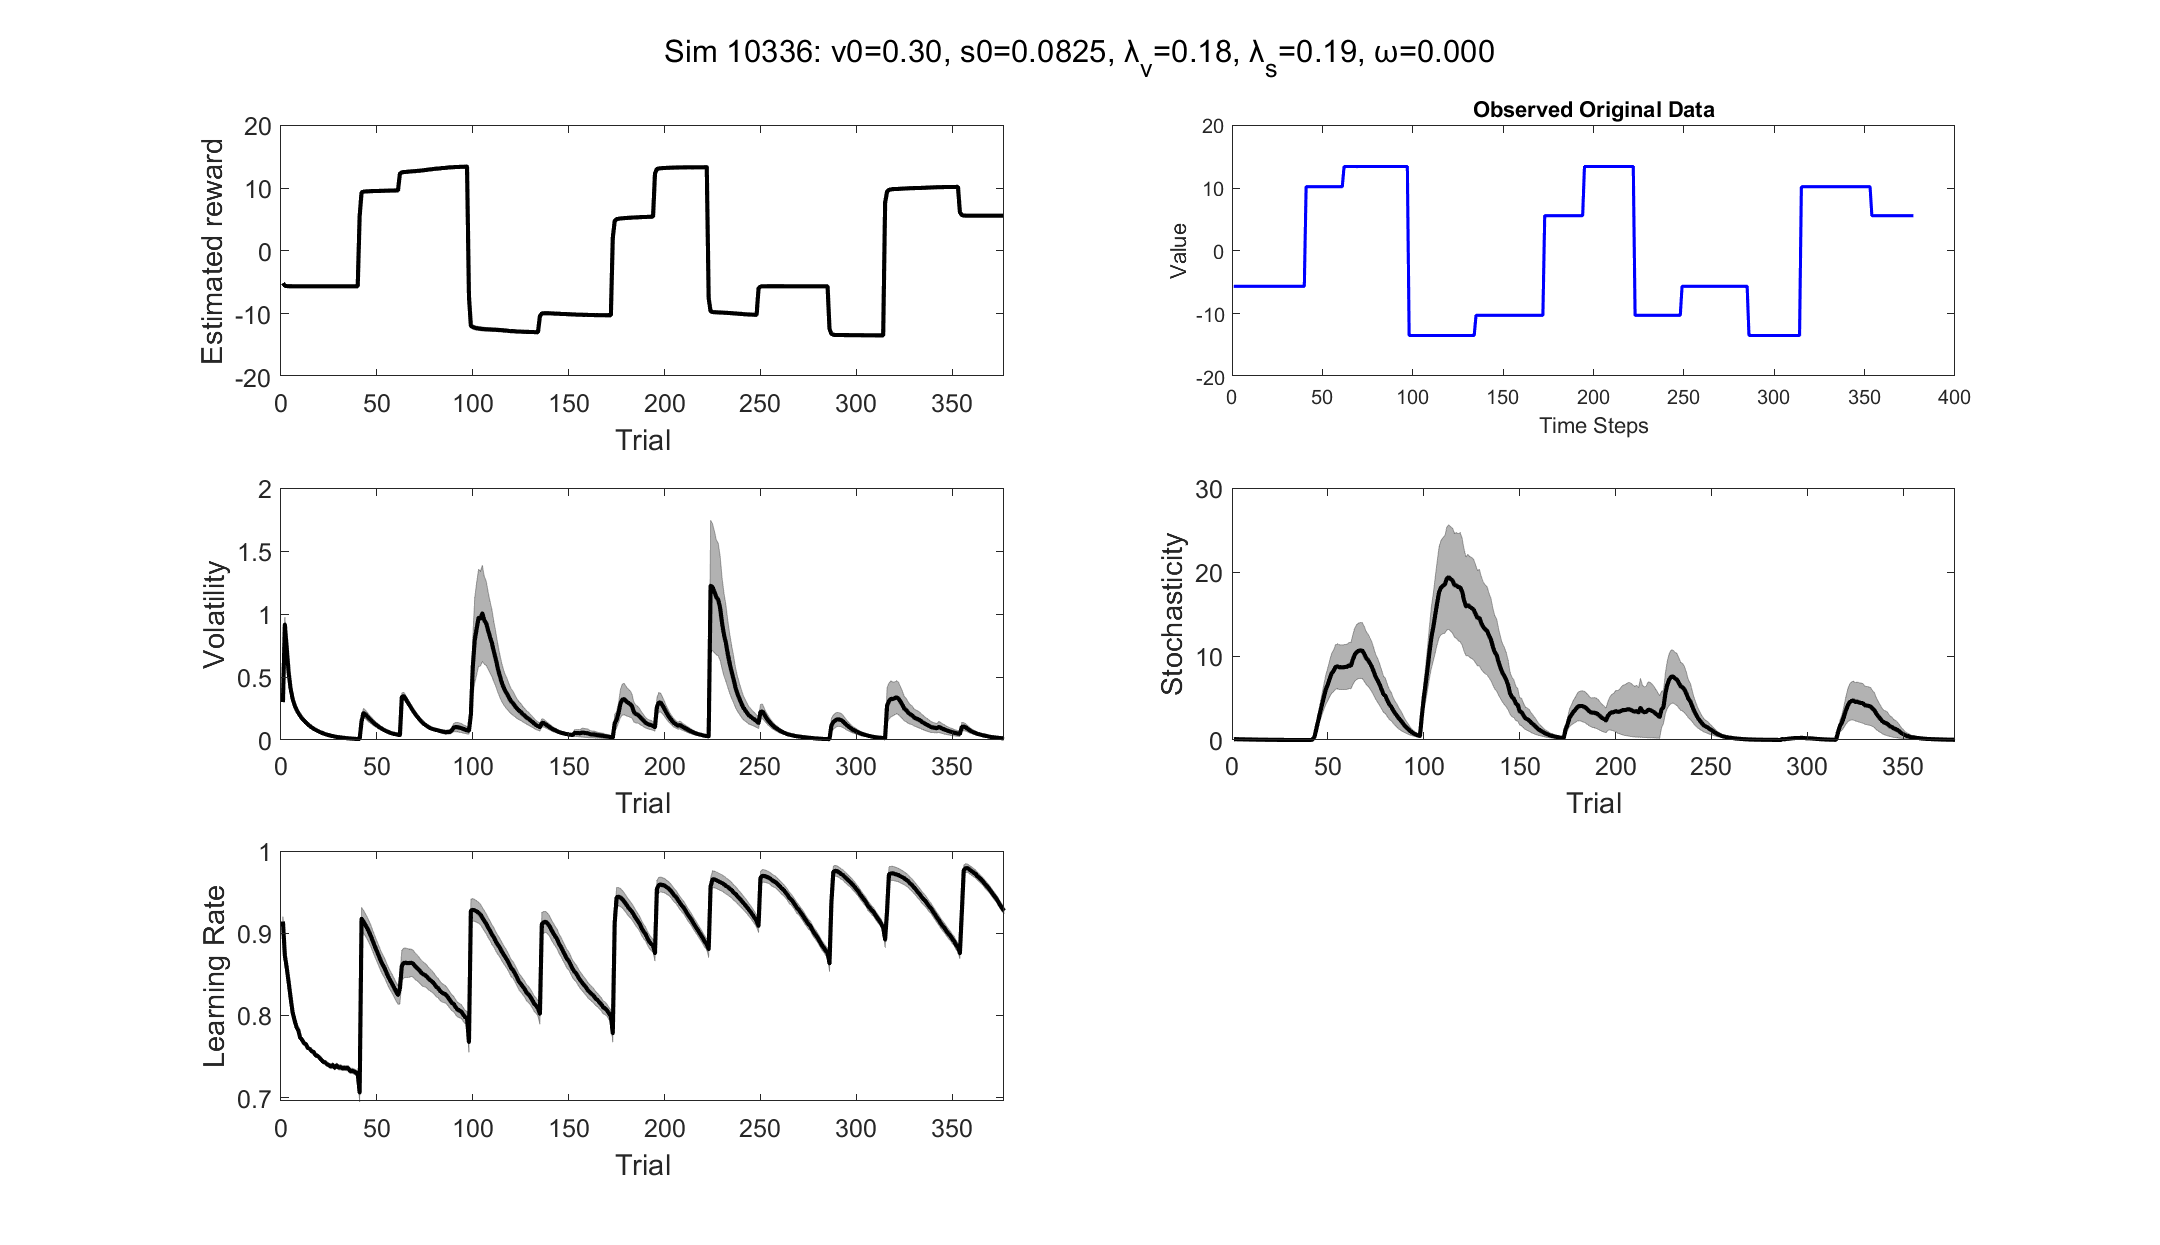 Sim 10336: v0=0.30, s0=0.0825, λv=0.18, λs=0.19, ω=0.000
Estimated reward
20
10
0
-10
-20
0 50 100 150 200 250 300 350
Trial
Observed Original Data
Value
20
10
0
-10
-20
0 50 100 150 200 250 300 350 400
Time Steps
Volatility
2
1.5
1
0.5
0
0 50 100 150 200 250 300 350
Trial
Stochasticity
30
20
10
0
0 50 100 150 200 250 300 350
Trial
Learning Rate
1
0.9
0.8
0.7
0 50 100 150 200 250 300 350
Trial